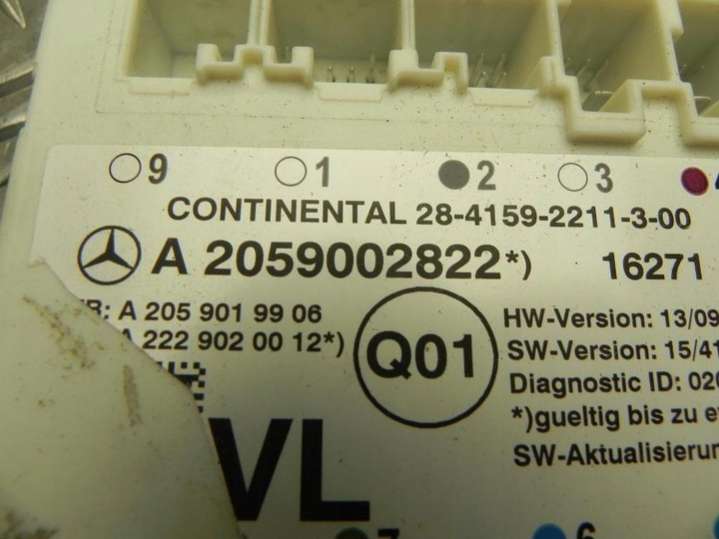 9 1 2 3
CONTINENTAL 28-4159-2211-3-00
A 2059002822*) 16271
A 205 901 99 06
HW-Version: 13/09
A 222 902 00 12*)
Q01
SW-Version: 15/41
Diagnostic ID:
*)gueltig bis zu
SW-Aktualisierun
VL
7 6